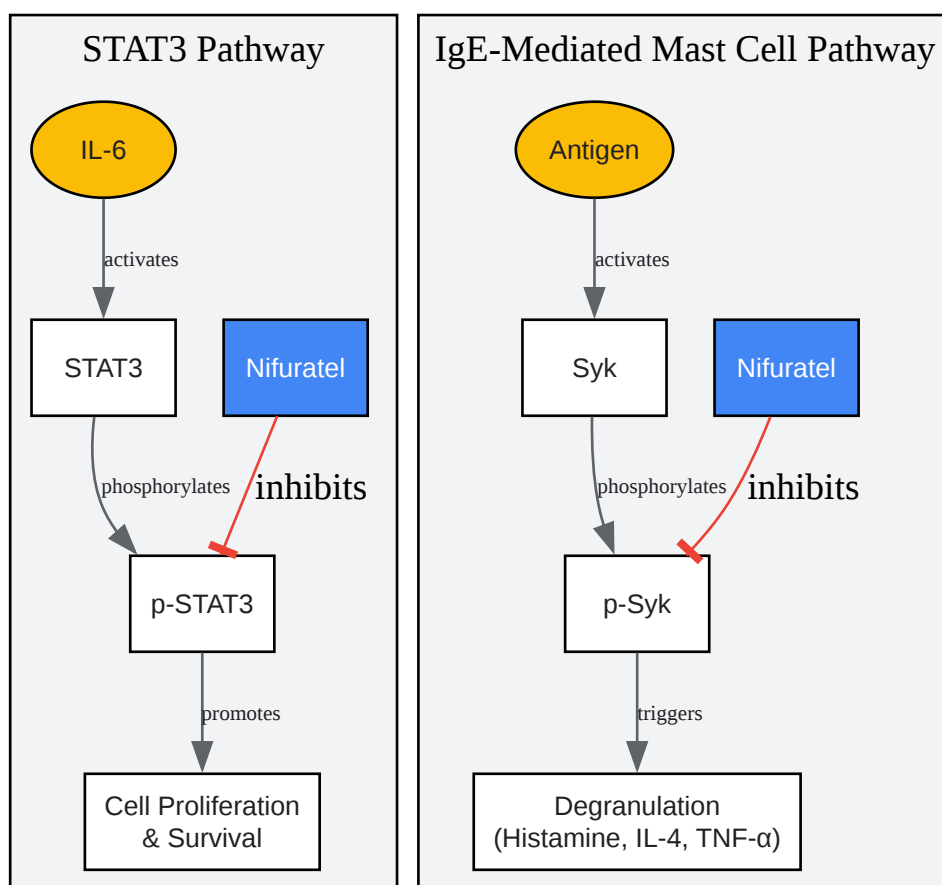 STAT3 Pathway
IL-6
activates
STAT3
Nifuratel
phosphorylates
inhibits
p-STAT3
promotes
Cell Proliferation
& Survival
IgE-Mediated Mast Cell Pathway
Antigen
activates
Syk
Nifuratel
phosphorylates
inhibits
p-Syk
triggers
Degranulation
(Histamine, IL-4, TNF-α)